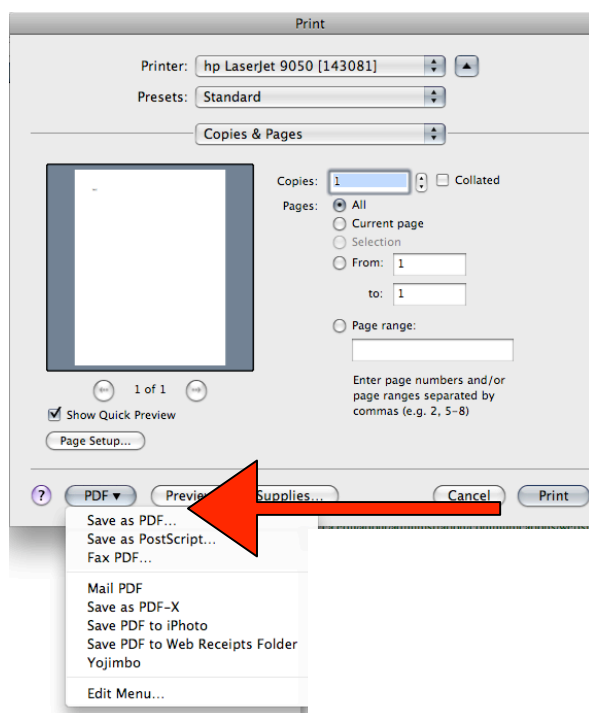 Print
Printer: hp LaserJet 9050 [143081]
Presets: Standard
Copies & Pages
Copies: 1 Collated
Pages: All
Current page
Selection
From: 1
to: 1
Page range:
Enter page numbers and/or
page ranges separated by
commas (e.g. 2, 5-8)
1 of 1
Show Quick Preview
Page Setup...
? PDF Supplies... Cancel Print
Save as PDF...
Save as PostScript...
Fax PDF...
Mail PDF
Save as PDF-X
Save PDF to iPhoto
Save PDF to Web Receipts Folder
Yojimbo
Edit Menu...